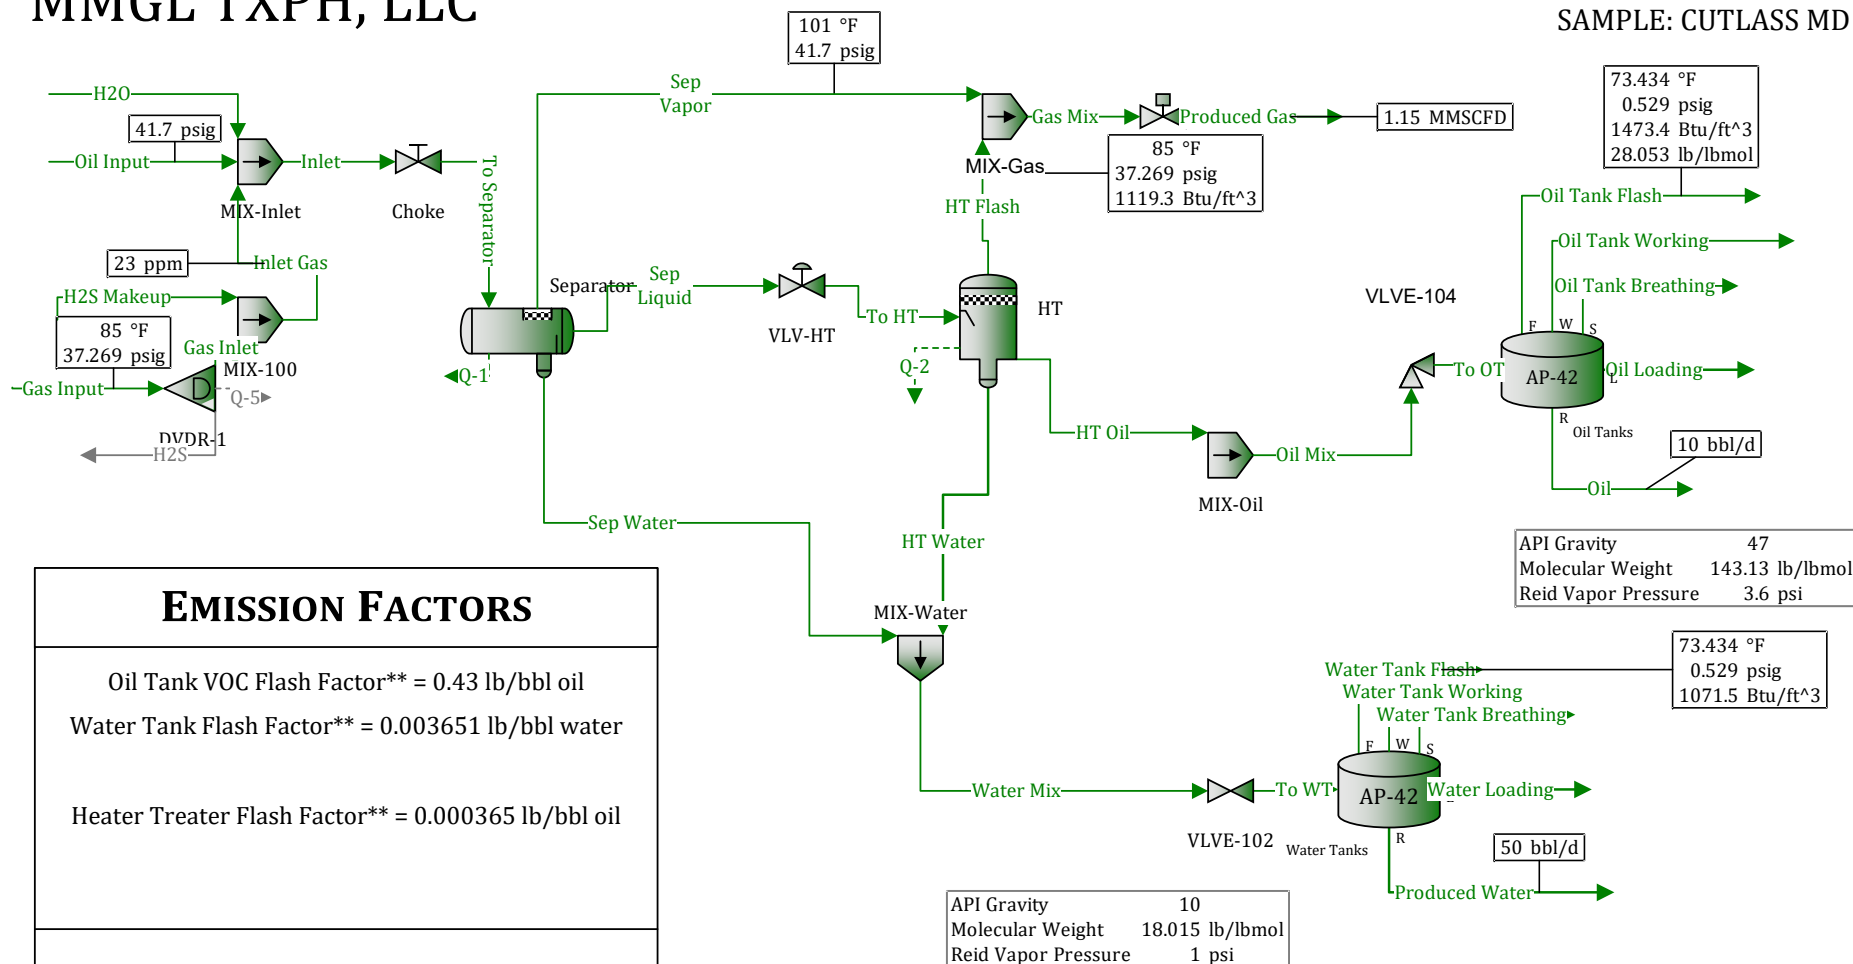 MMGL TXPH, LLC
SAMPLE: CUTLASS MD
101 °F
41.7 psig
73.434 °F
0.529 psig
1473.4 Btu/ft^3
28.053 lb/lbmol
H2O
41.7 psig
Oil Input
Inlet
MIX-Inlet
Choke
To Separator
Sep
Vapor
Gas Mix
Produced Gas
1.15 MMSCFD
MIX-Gas
85 °F
37.269 psig
1119.3 Btu/ft^3
HT Flash
Oil Tank Flash
Oil Tank Working
Oil Tank Breathing
23 ppm
Inlet Gas
H2S Makeup
85 °F
37.269 psig
Gas Inlet
MIX-100
Gas Input
D
Q-5
DVDR-1
H2S
Separator
Sep
Liquid
VLV-HT
To HT
HT
Q-1
Q-2
VLVE-104
To OT
F
W
S
AP-42
L
Oil Loading
R
Oil Tanks
10 bbl/d
Oil
HT Oil
Oil Mix
MIX-Oil
Sep Water
HT Water
MIX-Water
API Gravity 47
Molecular Weight 143.13 lb/lbmol
Reid Vapor Pressure 3.6 psi
EMISSION FACTORS
Oil Tank VOC Flash Factor** = 0.43 lb/bbl oil
Water Tank Flash Factor** = 0.003651 lb/bbl water
Heater Treater Flash Factor** = 0.000365 lb/bbl oil
Water Tank Flash
Water Tank Working
Water Tank Breathing
73.434 °F
0.529 psig
1071.5 Btu/ft^3
F
W
S
Water Mix
To WT
AP-42
Water Loading
VLVE-102
Water Tanks
R
50 bbl/d
Produced Water
API Gravity 10
Molecular Weight 18.015 lb/lbmol
Reid Vapor Pressure 1 psi